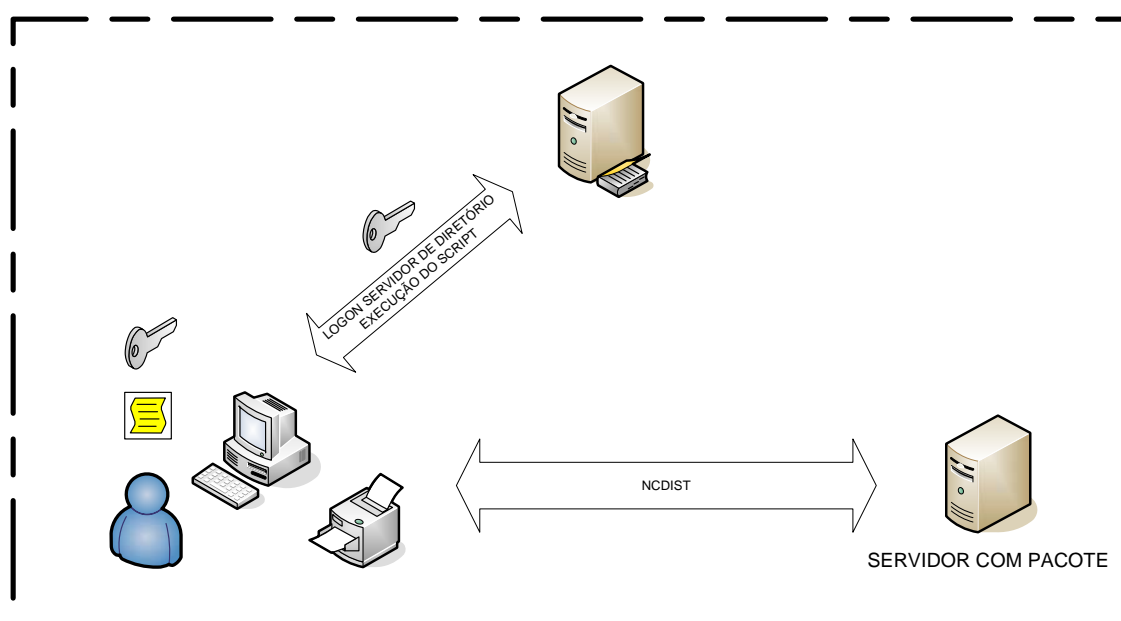 LOGON SERVIDOR DE DIRETÓRIO
EXECUÇÃO DO SCRIPT
NCDIST
SERVIDOR COM PACOTE